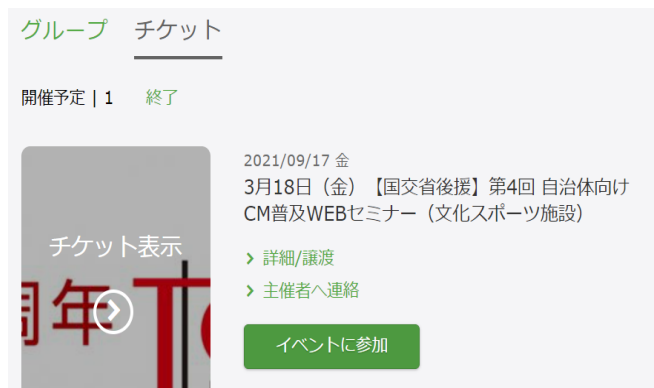 グループ チケット
開催予定 | 1 終了
2021/09/17 金
3月18日（金）【国交省後援】第4回 自治体向け
CM普及WEBセミナー（文化スポーツ施設）
チケット表示
詳細/譲渡
主催者へ連絡
周年
イベントに参加